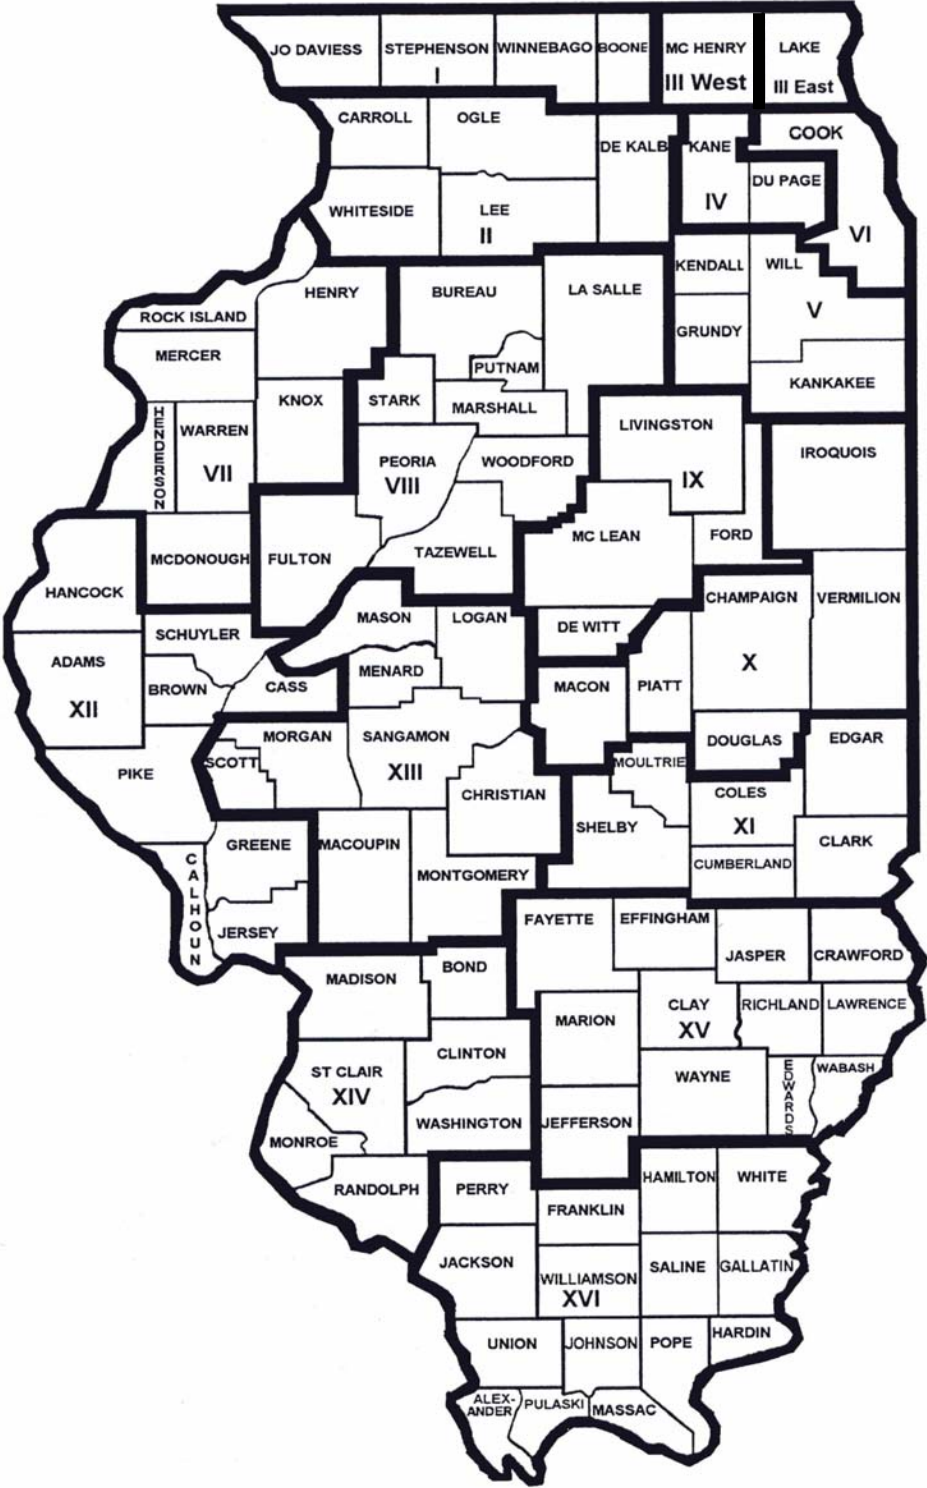 JO DAVIESS
STEPHENSON
I
WINNEBAGO
BOONE
MC HENRY
III West
LAKE
III East
CARROLL
OGLE
DE KALB
KANE
IV
COOK
VI
DU PAGE
WHITESIDE
LEE
II
KENDALL
WILL
V
GRUNDY
KANKAKEE
ROCK ISLAND
HENRY
BUREAU
LA SALLE
PUTNAM
MERCER
KNOX
STARK
MARSHALL
HENDERSON
WARREN
VII
PEORIA
VIII
WOODFORD
LIVINGSTON
IX
IROQUOIS
MCDONOUGH
FULTON
TAZEWELL
MC LEAN
FORD
HANCOCK
SCHUYLER
MASON
LOGAN
DE WITT
CHAMPAIGN
X
VERMILION
ADAMS
XII
BROWN
CASS
MENARD
MACON
PIATT
PIKE
SCOTT
MORGAN
SANGAMON
XIII
CHRISTIAN
MOULTRIE
DOUGLAS
EDGAR
SHELBY
COLES
XI
CUMBERLAND
CLARK
CALHOUN
GREENE
JERSEY
MACOUPIN
MONTGOMERY
FAYETTE
EFFINGHAM
JASPER
CRAWFORD
MADISON
BOND
MARION
CLAY
XV
RICHLAND
LAWRENCE
ST CLAIR
XIV
CLINTON
WASHINGTON
JEFFERSON
WAYNE
EDWARDS
WABASH
MONROE
RANDOLPH
PERRY
FRANKLIN
HAMILTON
WHITE
JACKSON
WILLIAMSON
XVI
SALINE
GALLATIN
UNION
JOHNSON
POPE
HARDIN
ALEX-
ANDER
PULASKI
MASSAC